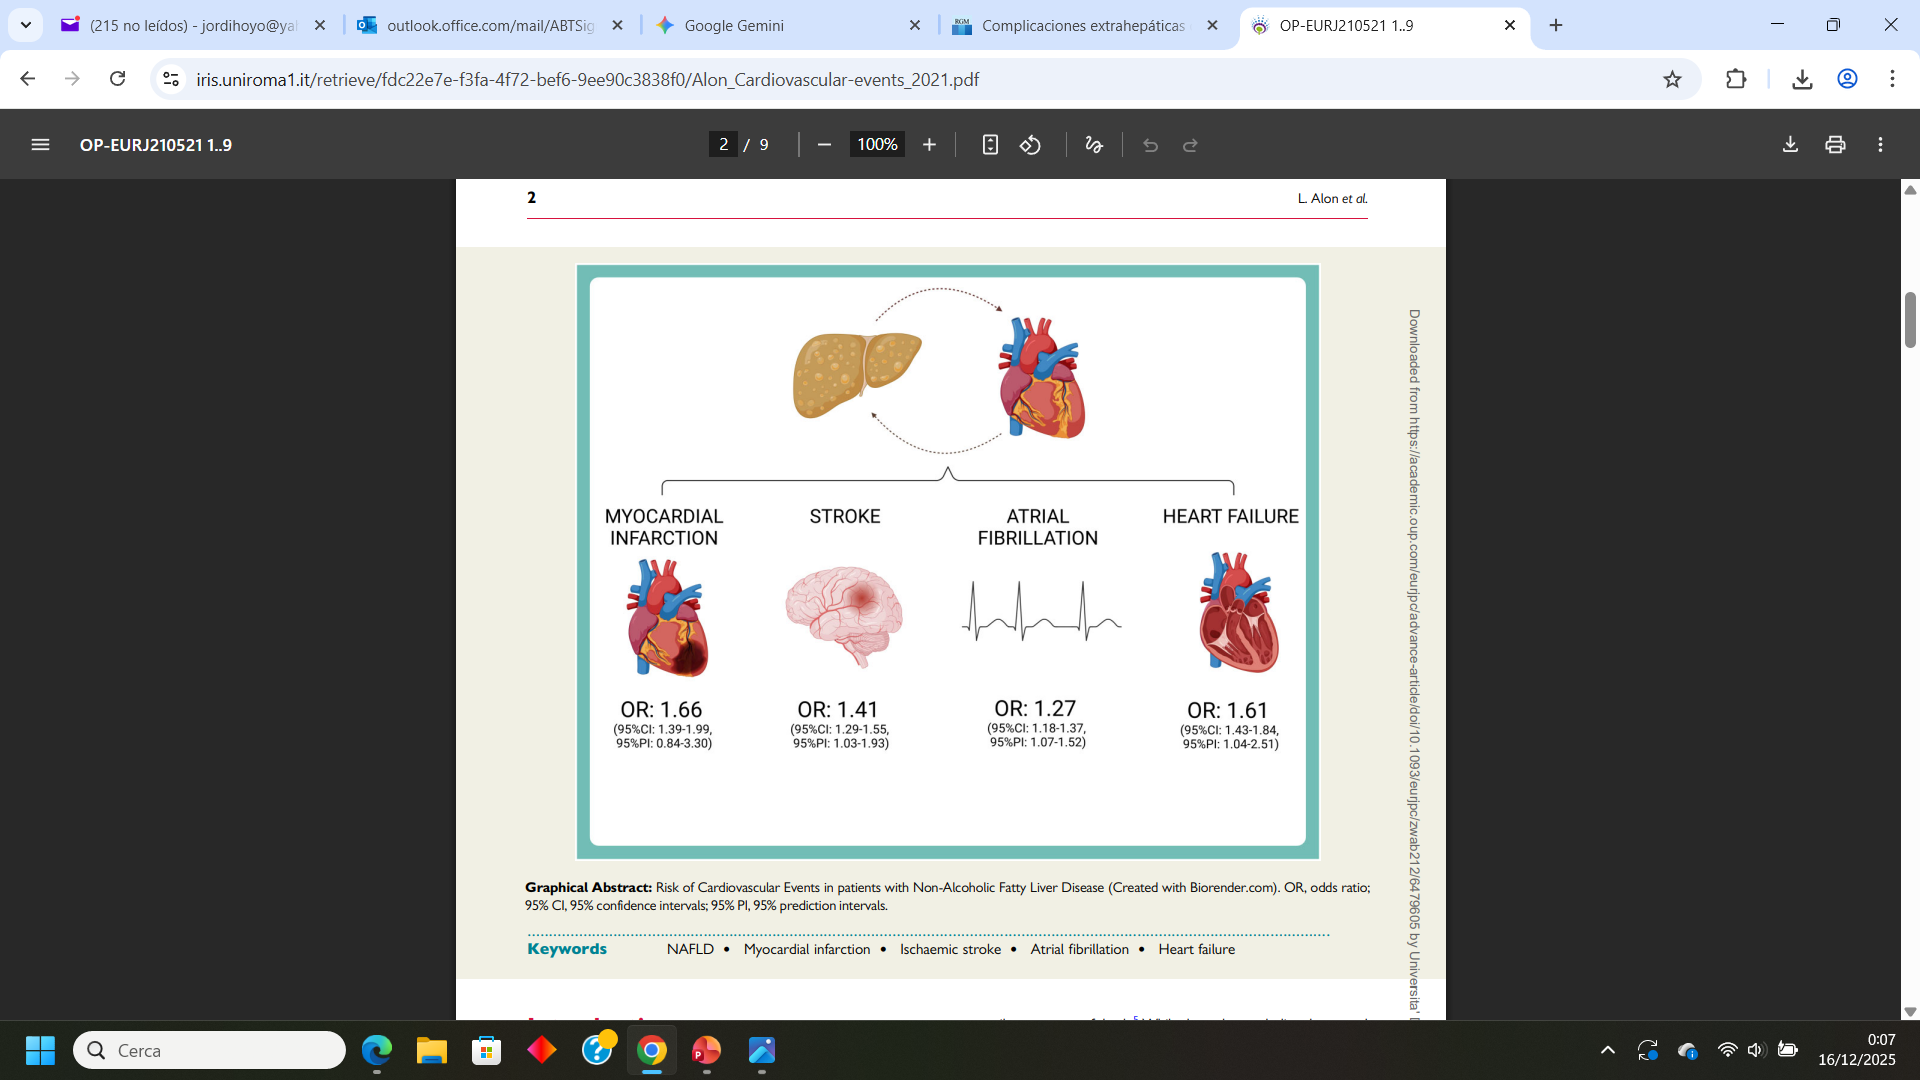 (215 no leídos) - jordihoyo@ya
outlook.office.com/mail/ABTSig
Google Gemini
RGM
Complicaciones extrahepáticas
OP-EURJ210521 1..9
iris.uniroma1.it/retrieve/fdc22e7e-f3fa-4f72-bef6-9ee90c3838f0/Alon_Cardiovascular-events_2021.pdf
OP-EURJ210521 1..9
2 / 9
100%
2
L. Alon et al.
MYOCARDIAL
INFARCTION
STROKE
ATRIAL
FIBRILLATION
HEART FAILURE
OR: 1.66
(95%CI: 1.39-1.99,
95%PI: 0.84-3.30)
OR: 1.41
(95%CI: 1.29-1.55,
95%PI: 1.03-1.93)
OR: 1.27
(95%CI: 1.18-1.37,
95%PI: 1.07-1.52)
OR: 1.61
(95%CI: 1.43-1.84,
95%PI: 1.04-2.51)
Graphical Abstract: Risk of Cardiovascular Events in patients with Non-Alcoholic Fatty Liver Disease (Created with Biorender.com). OR, odds ratio;
95% CI, 95% confidence intervals; 95% PI, 95% prediction intervals.
Keywords NAFLD • Myocardial infarction • Ischaemic stroke • Atrial fibrillation • Heart failure
Downloaded from https://academic.oup.com/eurjpc/advance-article/doi/10.1093/eurjpc/zwab212/6479605 by Universita'
Cerca
0:07
16/12/2025